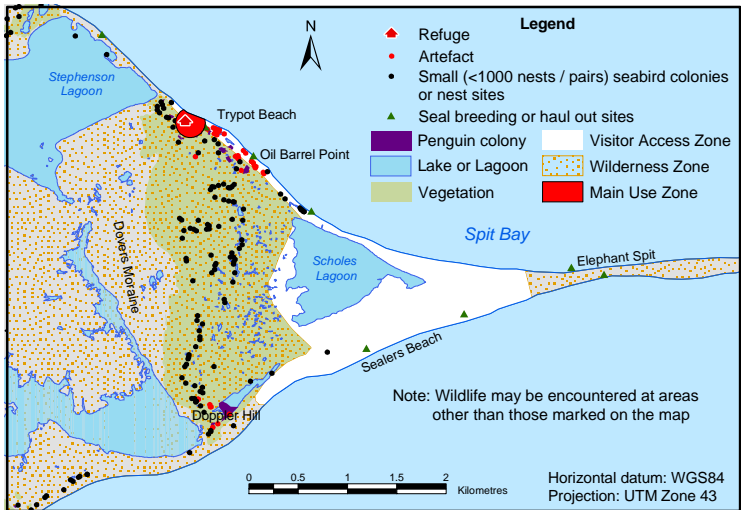 N
Legend
Refuge
Artefact
Small (<1000 nests / pairs) seabird colonies
or nest sites
Seal breeding or haul out sites
Penguin colony
Visitor Access Zone
Lake or Lagoon
Wilderness Zone
Vegetation
Main Use Zone
Stephenson
Lagoon
Trypot Beach
Oil Barrel Point
Dovers Moraine
Spit Bay
Scholes
Lagoon
Elephant Spit
Sealers Beach
Doppler Hill
Note: Wildlife may be encountered at areas
other than those marked on the map
0 0.5 1 1.5 2
Kilometres
Horizontal datum: WGS84
Projection: UTM Zone 43